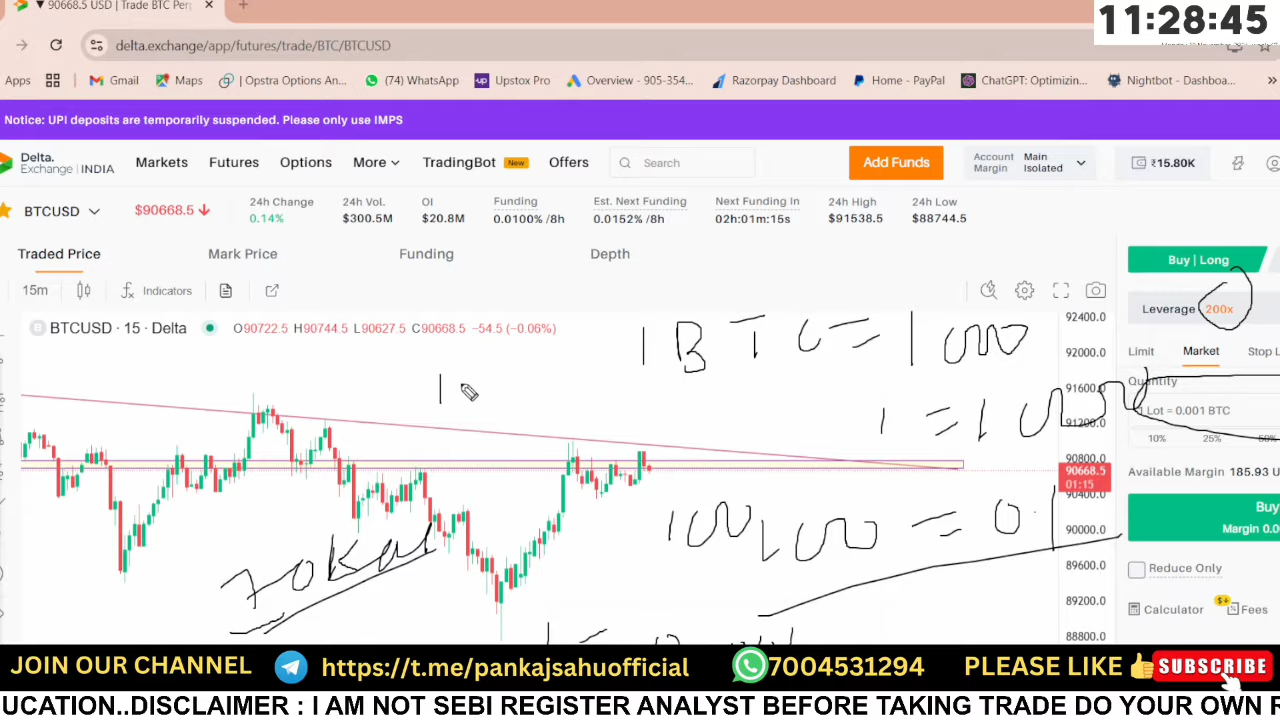 ▼ 90668.5 USD | Trade BTC Per
11:28:45
delta.exchange/app/futures/trade/BTC/BTCUSD
Apps Gmail Maps Opstra Options An... (74) WhatsApp Upstox Pro Overview - 905-354... Razorpay Dashboard Home - PayPal ChatGPT: Optimizin... Nightbot - Dashboa...
Notice: UPI deposits are temporarily suspended. Please only use IMPS
Delta. Exchange INDIA Markets Futures Options More TradingBot New Offers Search Add Funds Account Margin Main Isolated ₹15.80K
BTCUSD $90668.5
24h Change 0.14%
24h Vol. $300.5M
OI $20.8M
Funding 0.0100% /8h
Est. Next Funding 0.0152% /8h
Next Funding In 02h:01m:15s
24h High $91538.5
24h Low $88744.5
Traded Price Mark Price Funding Depth
15m Indicators
B BTCUSD · 15 · Delta O90722.5 H90744.5 L90627.5 C90668.5 -54.5 (-0.06%)
1 BTC = 1000
100,000 = 0.1
92400.0
92000.0
91600.0
91200.0
90800.0
90668.5
01:15
90400.0
90000.0
89600.0
89200.0
88800.0
Buy | Long
Leverage 200x
Limit Market Stop L
Quantity
1 Lot = 0.001 BTC
10% 25% 50%
Available Margin 185.93 U
Buy
Margin 0.0
Reduce Only
Calculator Fees
JOIN OUR CHANNEL https://t.me/pankajsahuofficial 7004531294 PLEASE LIKE SUBSCRIBE
UCATION..DISCLAIMER : I AM NOT SEBI REGISTER ANALYST BEFORE TAKING TRADE DO YOUR OWN R